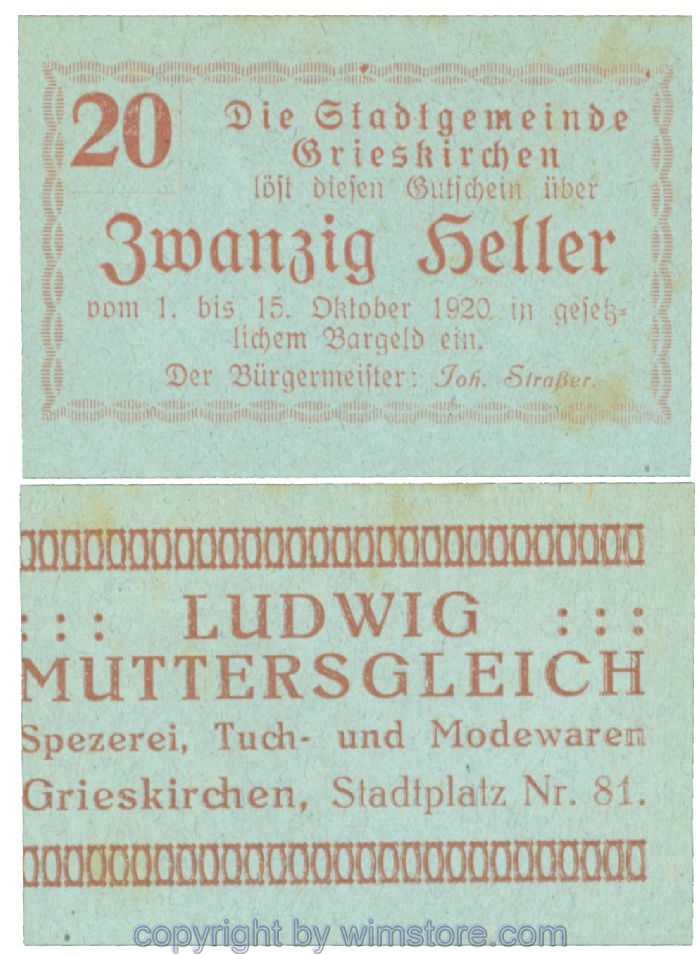 20
Die Stadtgemeinde
Grieskirchen
löst diesen Gutschein über
Zwanzig Heller
vom 1. bis 15. Oktober 1920 in gesetz-
lichem Bargeld ein.
Der Bürgermeister: Joh. Straßer.
: : : LUDWIG : : :
MUTTERSGLEICH
Spezerei, Tuch- und Modewaren
Grieskirchen, Stadtplatz Nr. 81.
copyright by wimstore.com